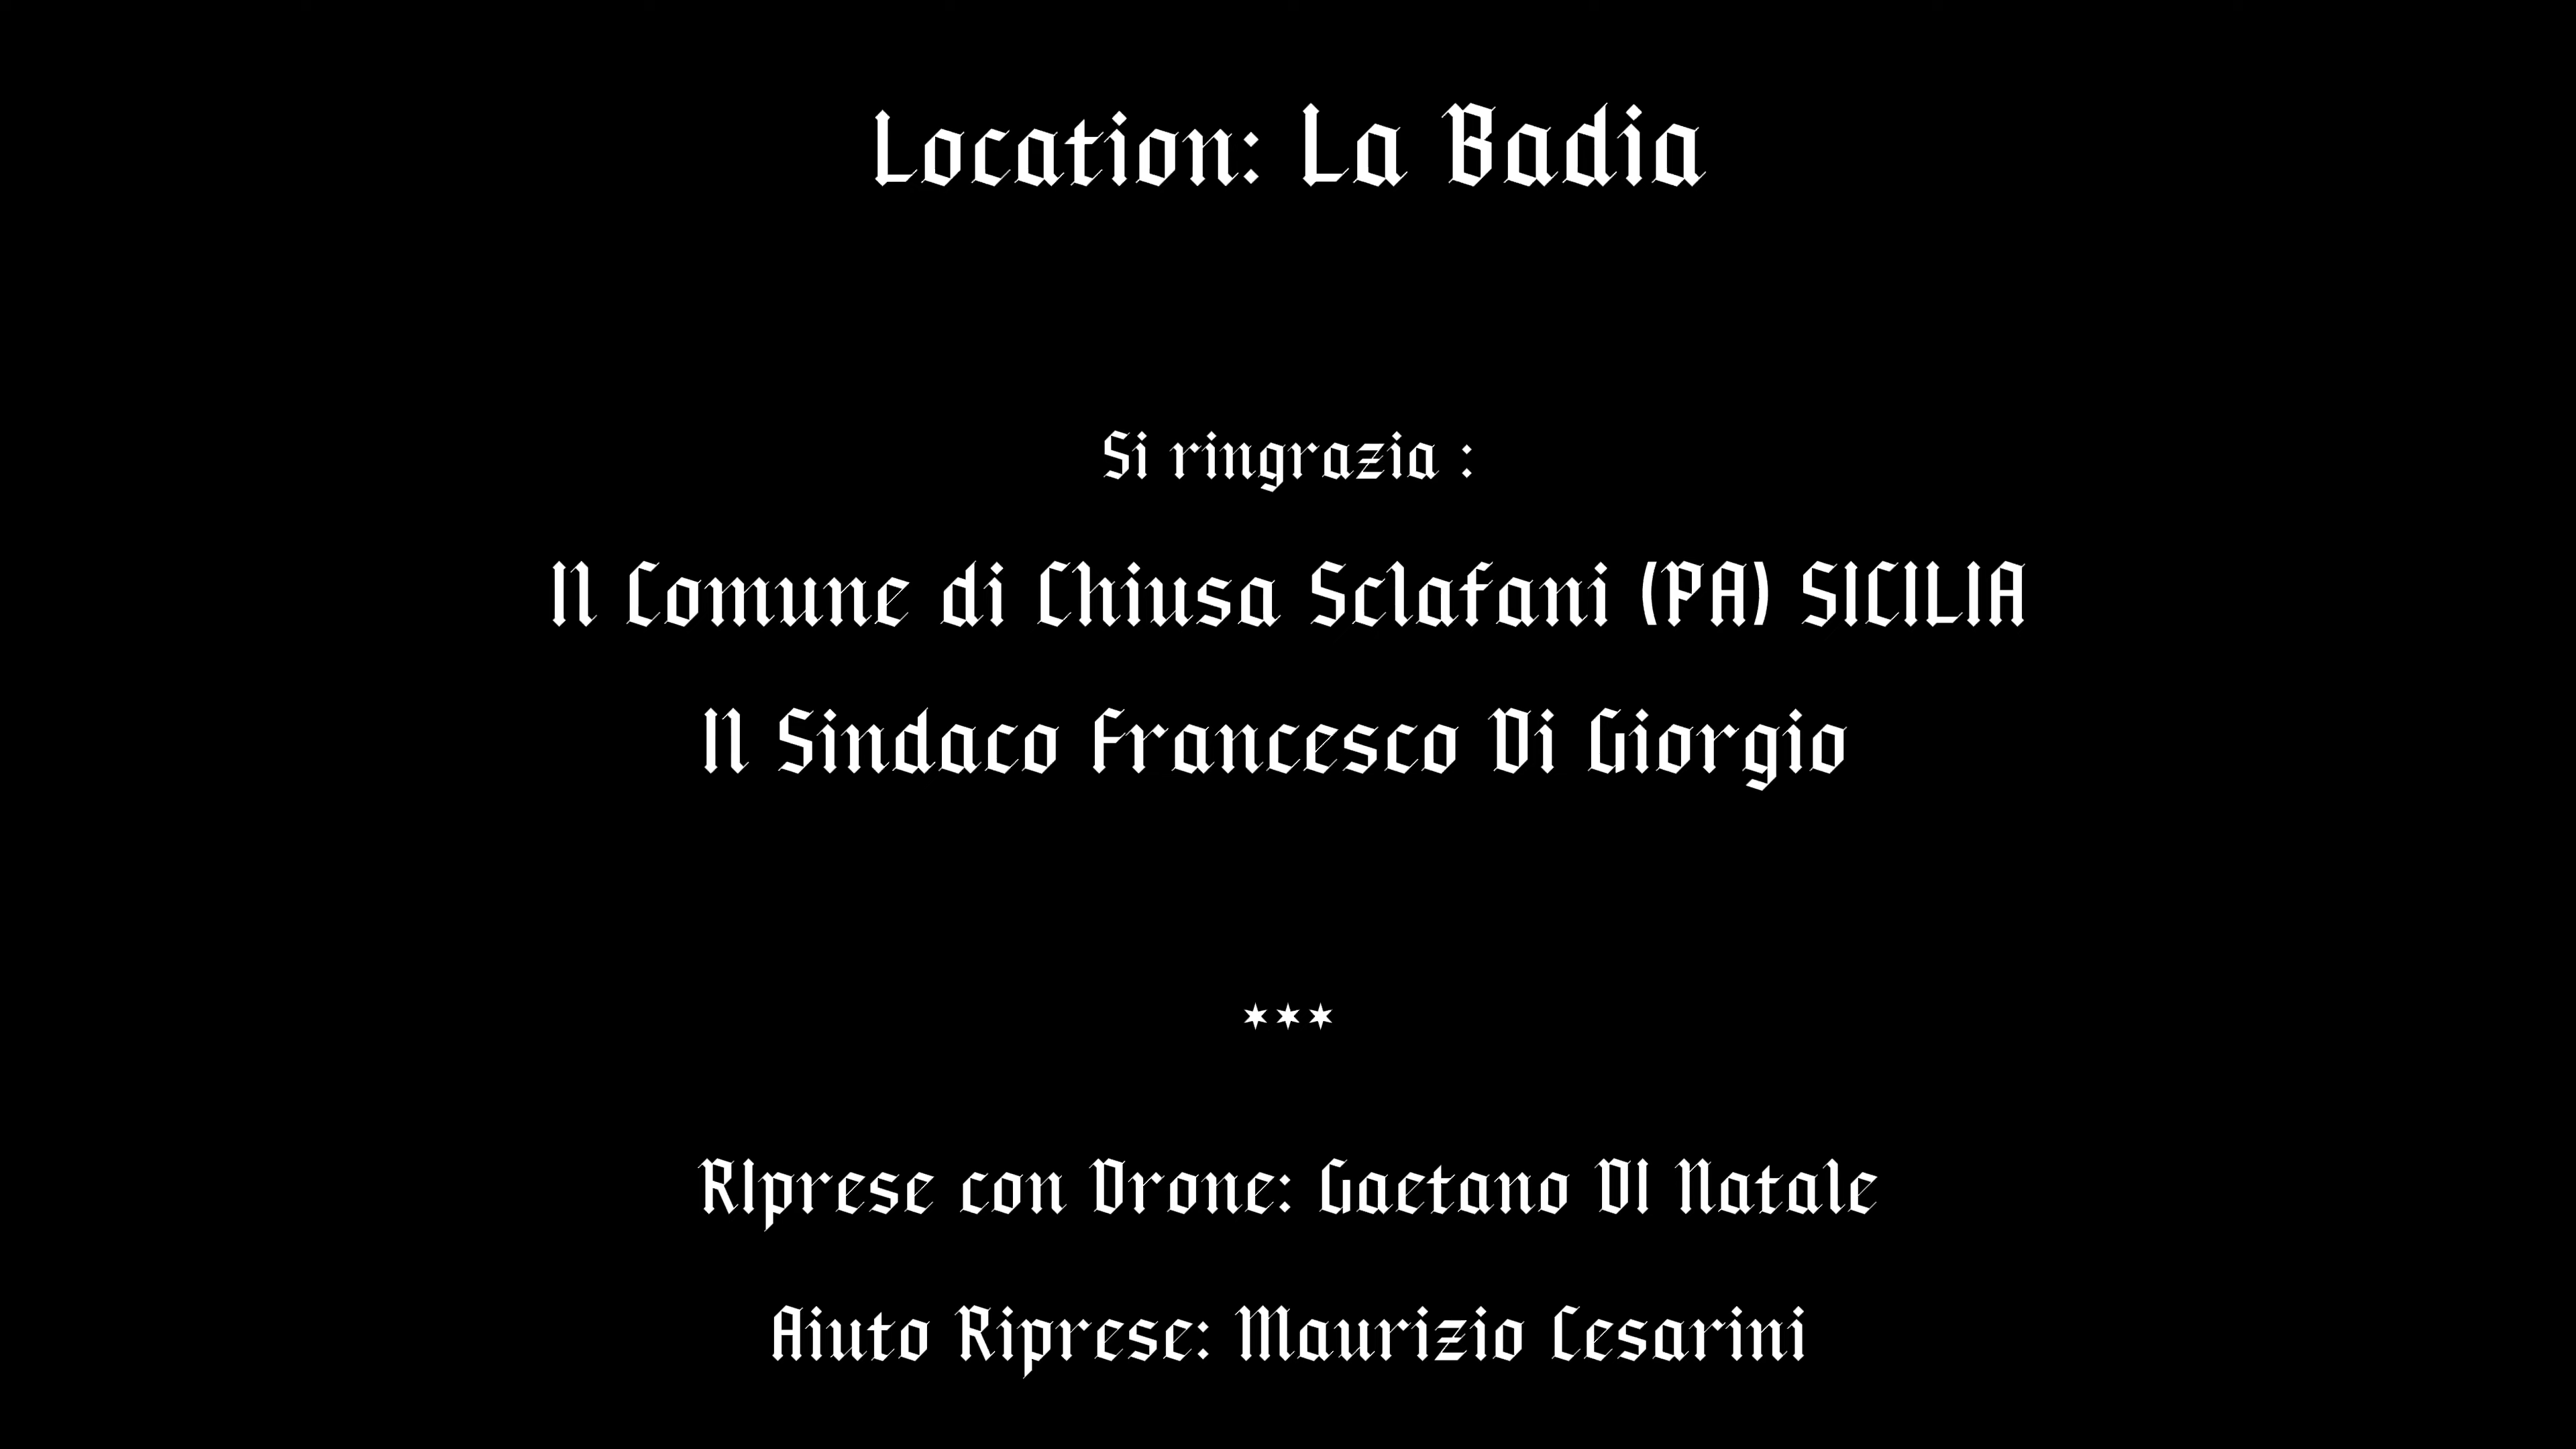 Location: La Badia
Si ringrazia :
Il Comune di Chiusa Sclafani (PA) SICILIA
Il Sindaco Francesco Di Giorgio
***
RIprese con Drone: Gaetano DI Natale
Aiuto Riprese: Maurizio Cesarini